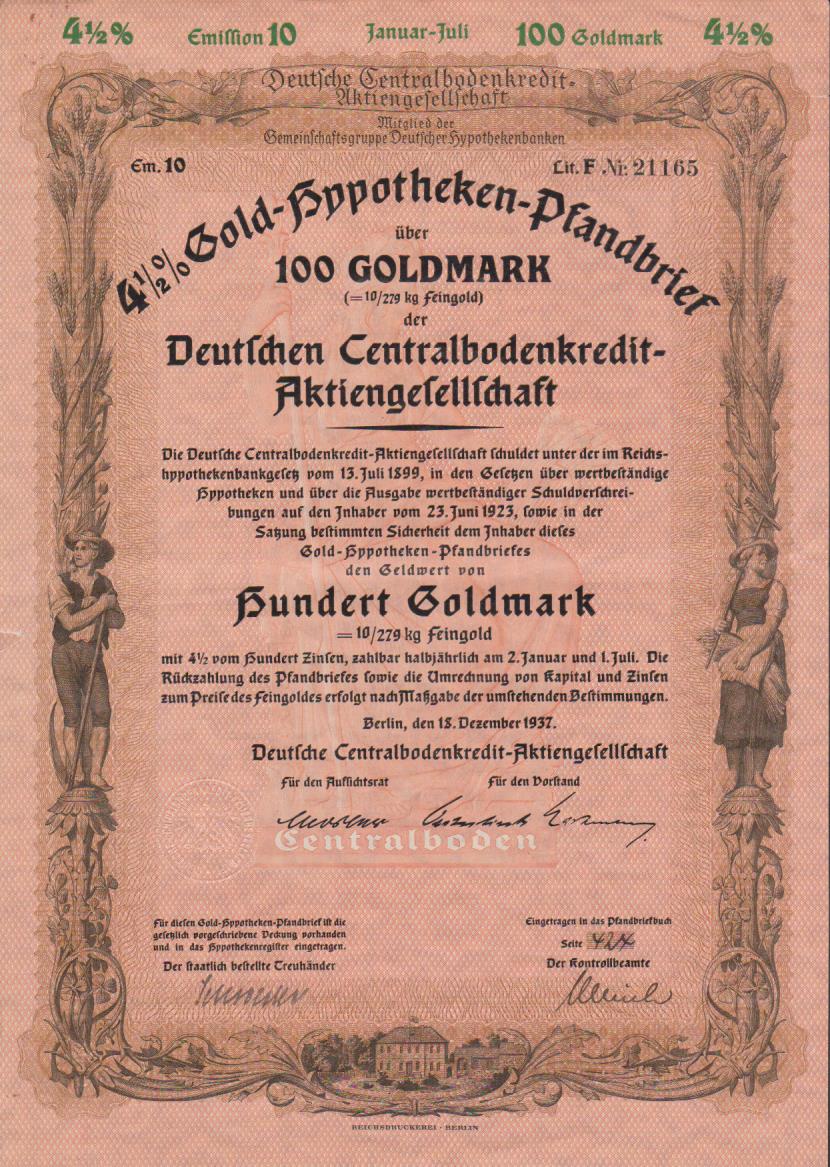 4½% Emission 10 Januar-Juli 100 Goldmark 4½%
Deutsche Centralbodenkredit-
Aktiengesellschaft
Mitglied der
Gemeinschaftsgruppe Deutscher Hypothekenbanken
Em. 10 Lit. F Nr. 21165
4½% Gold-Hypotheken-Pfandbrief
über
100 GOLDMARK
(=10/279 kg Feingold)
der
Deutschen Centralbodenkredit-
Aktiengesellschaft
Die Deutsche Centralbodenkredit-Aktiengesellschaft schuldet unter der im Reichs-
hypothekenbankgesetz vom 13. Juli 1899, in den Gesetzen über wertbeständige
Hypotheken und über die Ausgabe wertbeständiger Schuldverschrei-
bungen auf den Inhaber vom 23. Juni 1923, sowie in der
Satzung bestimmten Sicherheit dem Inhaber dieses
Gold-Hypotheken-Pfandbriefes
den Geldwert von
Hundert Goldmark
=10/279 kg Feingold
mit 4½ vom Hundert Zinsen, zahlbar halbjährlich am 2. Januar und 1. Juli. Die
Rückzahlung des Pfandbriefes sowie die Umrechnung von Kapital und Zinsen
zum Preise des Feingoldes erfolgt nach Maßgabe der umstehenden Bestimmungen.
Berlin, den 18. Dezember 1937.
Deutsche Centralbodenkredit-Aktiengesellschaft
Für den Aufsichtsrat Für den Vorstand
Centralboden
Für diesen Gold-Hypotheken-Pfandbrief ist die
gesetzlich vorgeschriebene Deckung vorhanden
und in das Hypothekenregister eingetragen.
Der staatlich bestellte Treuhänder
Eingetragen in das Pfandbriefbuch
Seite
Der Kontrollbeamte
REICHSDRUCKEREI · BERLIN